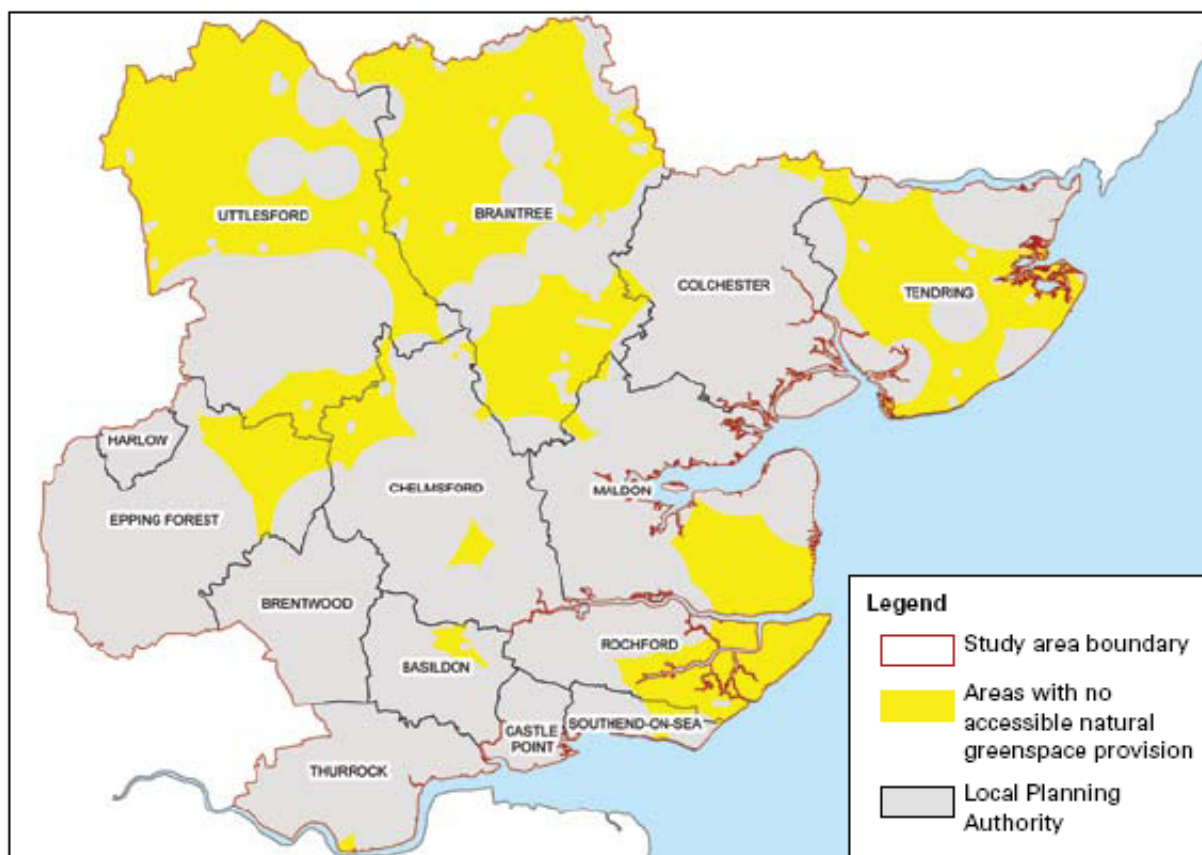 UTTLESFORD
BRAINTREE
COLCHESTER
TENDRING
HARLOW
EPPING FOREST
CHELMSFORD
MALDON
BRENTWOOD
BASILDON
ROCHFORD
CASTLE
POINT
SOUTHEND-ON-SEA
THURROCK
Legend
Study area boundary
Areas with no
accessible natural
greenspace provision
Local Planning
Authority